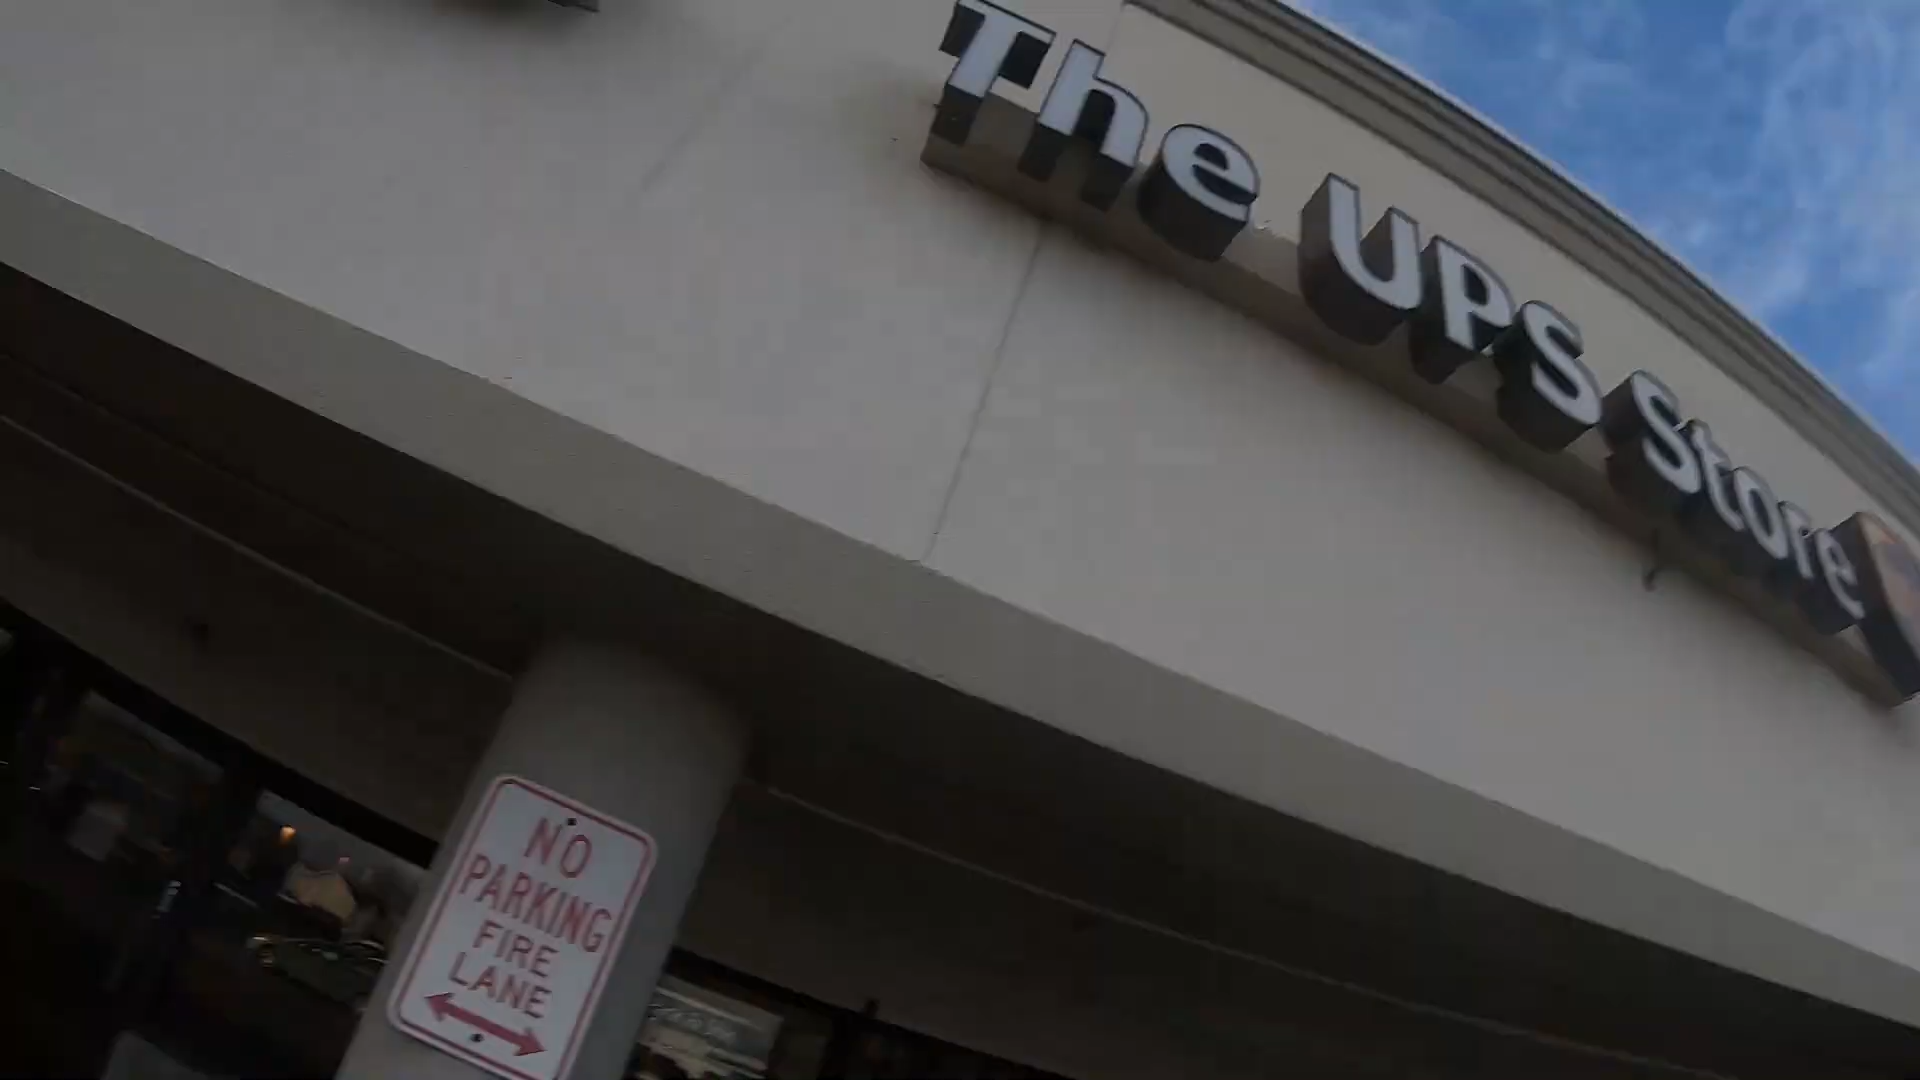 The UPS Store
NO
PARKING
FIRE
LANE